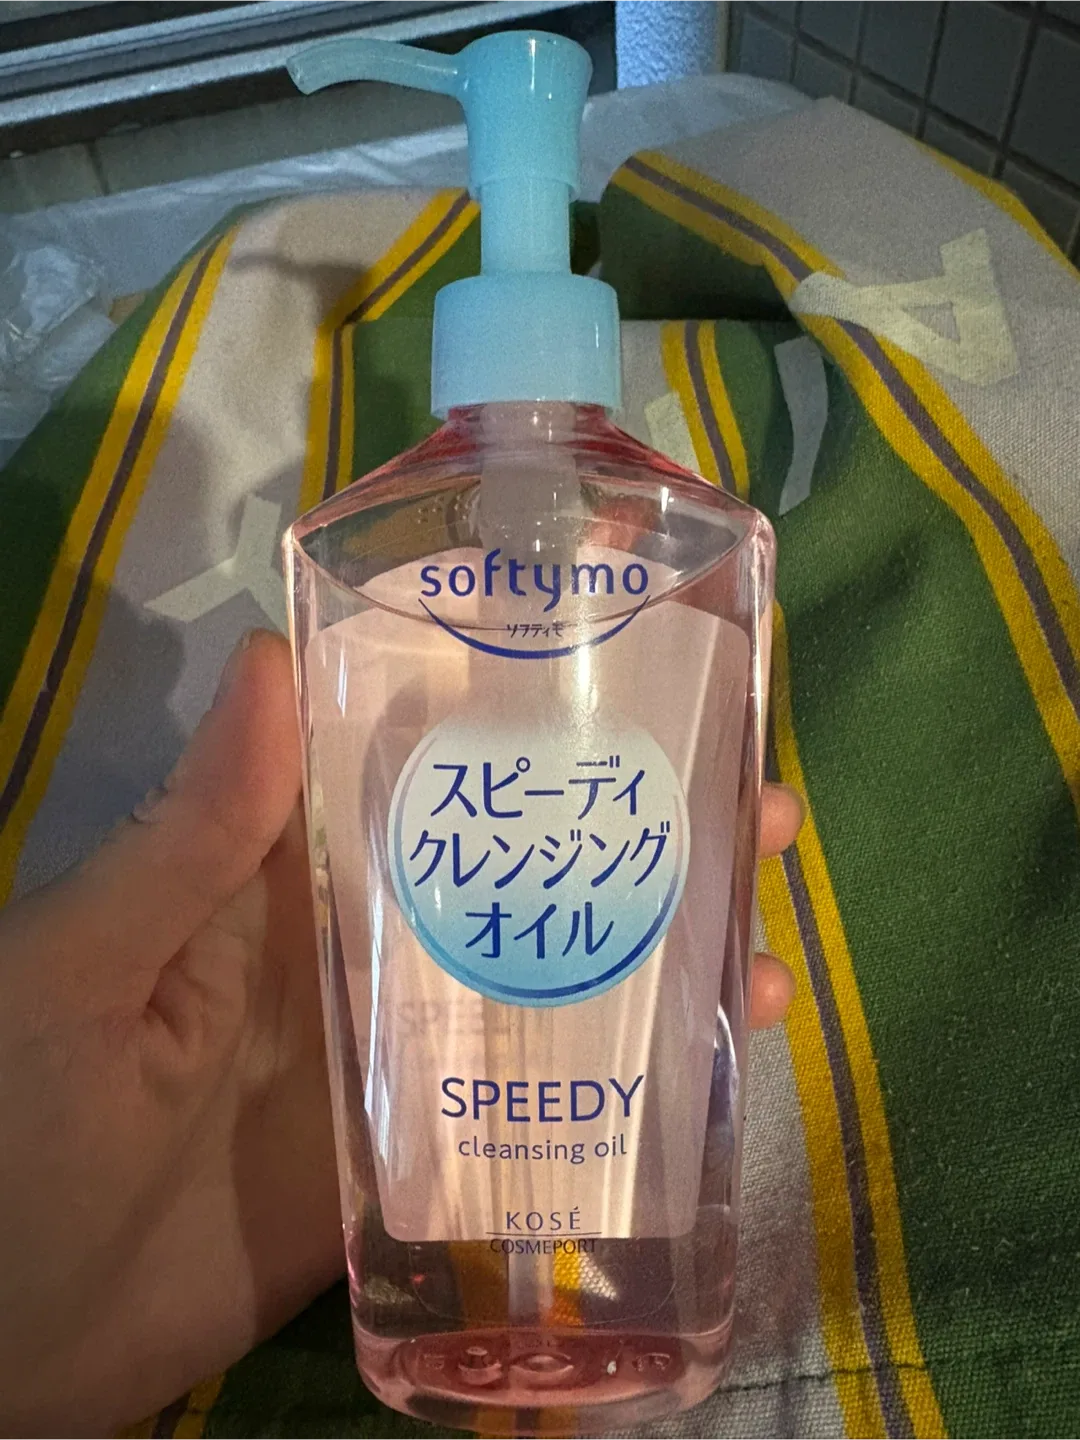 softymo
ソフティモ
スピーディ
クレンジング
オイル
SPEEDY
cleansing oil
KOSÉ
COSMEPORT